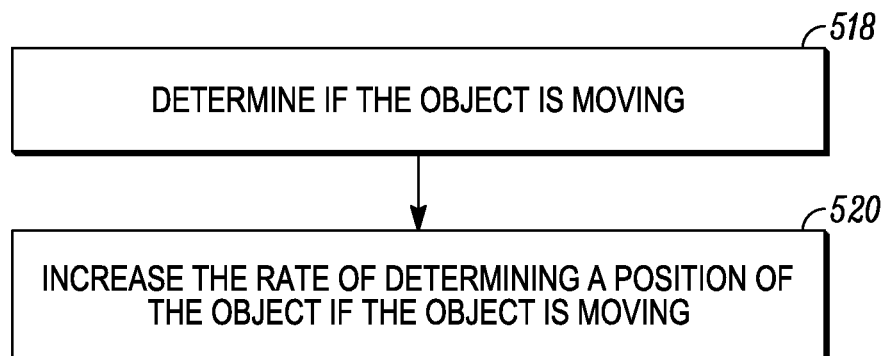 518
DETERMINE IF THE OBJECT IS MOVING
520
INCREASE THE RATE OF DETERMINING A POSITION OF
THE OBJECT IF THE OBJECT IS MOVING